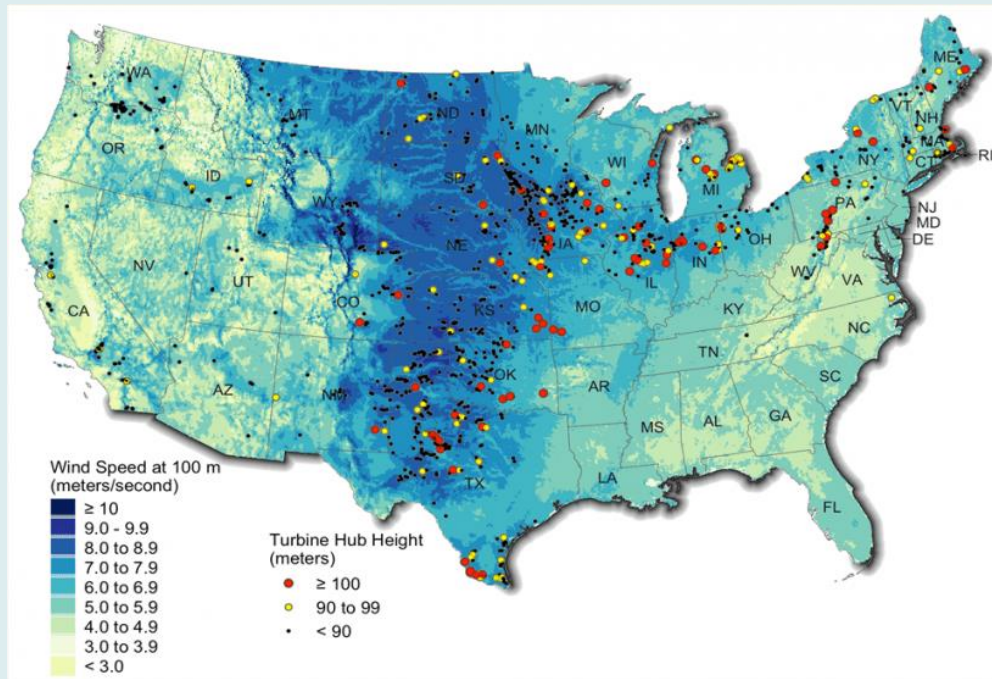 WA
MT
ND
MN
ME
VT
NH
MA
RI
CT
NY
OR
ID
SD
WI
MI
WY
NE
IA
PA
NJ
MD
DE
NV
UT
CO
IL
IN
OH
WV
VA
CA
KS
MO
KY
NC
AZ
NM
OK
AR
TN
SC
MS
AL
GA
TX
LA
FL
Wind Speed at 100 m
(meters/second)
≥ 10
9.0 - 9.9
8.0 to 8.9
7.0 to 7.9
6.0 to 6.9
5.0 to 5.9
4.0 to 4.9
3.0 to 3.9
< 3.0
Turbine Hub Height
(meters)
≥ 100
90 to 99
< 90